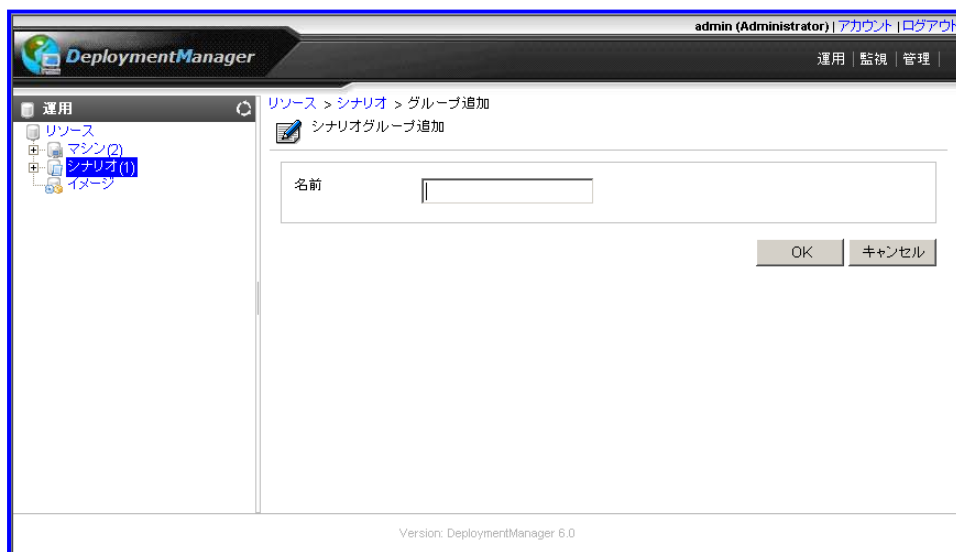 admin (Administrator) | アカウント | ログアウト
DeploymentManager
運用 | 監視 | 管理 |
運用
リソース
マシン(2)
シナリオ(1)
イメージ
リソース > シナリオ > グループ追加
シナリオグループ追加
名前
OK キャンセル
Version: DeploymentManager 6.0